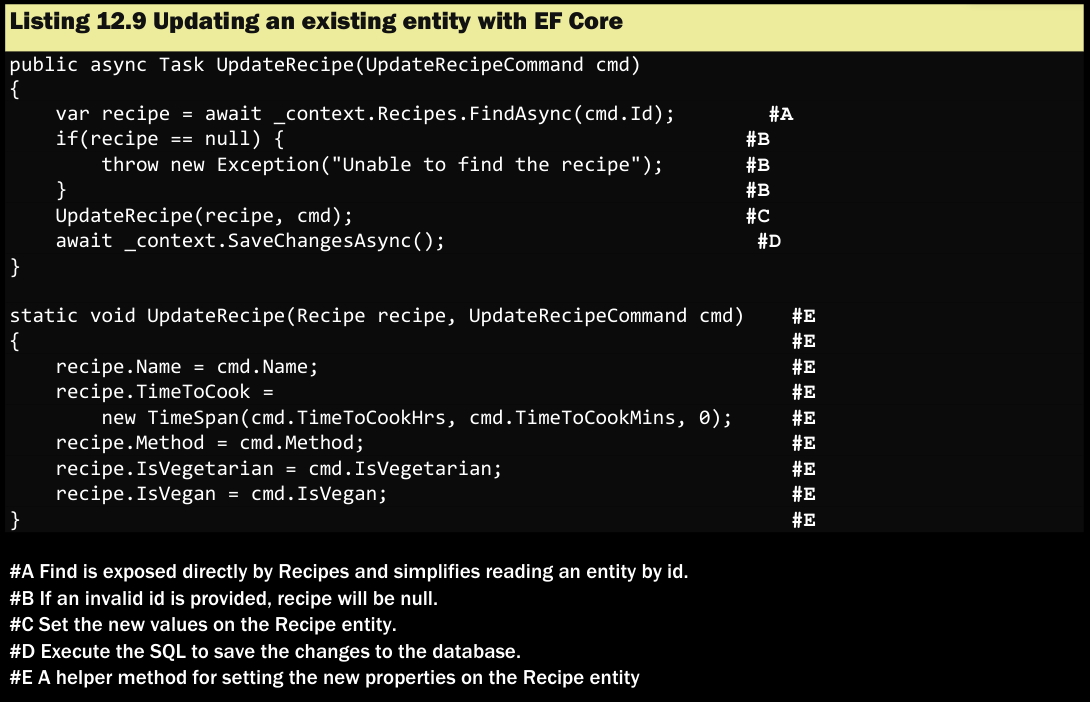 Listing 12.9 Updating an existing entity with EF Core
public async Task UpdateRecipe(UpdateRecipeCommand cmd)
{
    var recipe = await _context.Recipes.FindAsync(cmd.Id);        #A
    if(recipe == null) {                                        #B
        throw new Exception("Unable to find the recipe");       #B
    }                                                           #B
    UpdateRecipe(recipe, cmd);                                  #C
    await _context.SaveChangesAsync();                           #D
}
static void UpdateRecipe(Recipe recipe, UpdateRecipeCommand cmd)    #E
{                                                                   #E
    recipe.Name = cmd.Name;                                         #E
    recipe.TimeToCook =                                             #E
        new TimeSpan(cmd.TimeToCookHrs, cmd.TimeToCookMins, 0);     #E
    recipe.Method = cmd.Method;                                     #E
    recipe.IsVegetarian = cmd.IsVegetarian;                         #E
    recipe.IsVegan = cmd.IsVegan;                                   #E
}                                                                   #E
#A Find is exposed directly by Recipes and simplifies reading an entity by id.
#B If an invalid id is provided, recipe will be null.
#C Set the new values on the Recipe entity.
#D Execute the SQL to save the changes to the database.
#E A helper method for setting the new properties on the Recipe entity